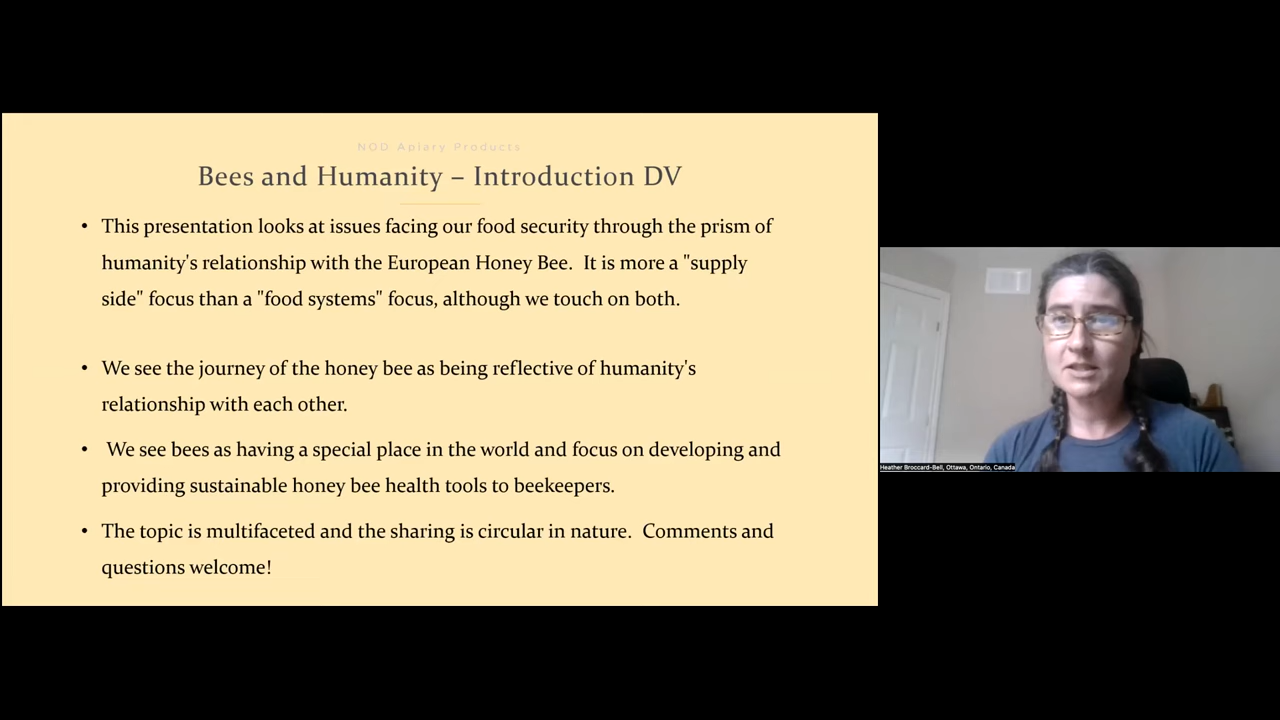 NOD Apiary Products
Bees and Humanity – Introduction DV
• This presentation looks at issues facing our food security through the prism of
humanity's relationship with the European Honey Bee.  It is more a "supply
side" focus than a "food systems" focus, although we touch on both.
• We see the journey of the honey bee as being reflective of humanity's
relationship with each other.
•  We see bees as having a special place in the world and focus on developing and
providing sustainable honey bee health tools to beekeepers.
• The topic is multifaceted and the sharing is circular in nature.  Comments and
questions welcome!
Heather Broccard-Bell, Ottawa, Ontario, Canada